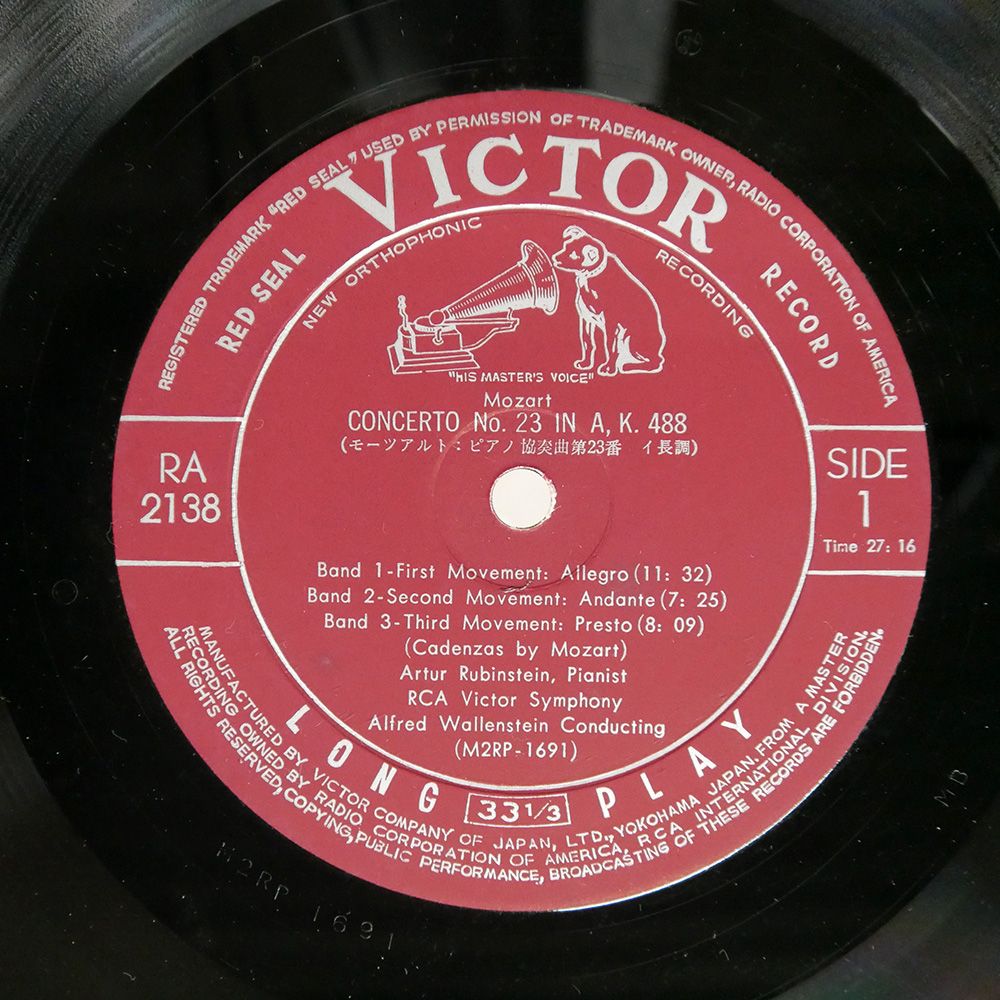 REGISTERED TRADEMARK "RED SEAL" USED BY PERMISSION OF TRADEMARK OWNER, RADIO CORPORATION OF AMERICA
VICTOR
RED SEAL
RECORD
NEW ORTHOPHONIC RECORDING
"HIS MASTER'S VOICE"
Mozart
CONCERTO No. 23 IN A, K. 488
(モーツアルト：ピアノ協奏曲第23番 イ長調)
RA
2138
SIDE
1
Time 27: 16
Band 1-First Movement: Allegro (11: 32)
Band 2-Second Movement: Andante (7: 25)
Band 3-Third Movement: Presto (8: 09)
(Cadenzas by Mozart)
Artur Rubinstein, Pianist
RCA Victor Symphony
Alfred Wallenstein Conducting
(M2RP-1691)
LONG 33 1/3 PLAY
MANUFACTURED BY VICTOR COMPANY OF JAPAN, LTD., YOKOHAMA JAPAN, FROM A MASTER
RECORDING OWNED BY RADIO CORPORATION OF AMERICA, RCA INTERNATIONAL DIVISION.
ALL RIGHTS RESERVED, COPYING, PUBLIC PERFORMANCE, BROADCASTING OF THESE RECORDS ARE FORBIDDEN.
M2RP 1691
MB